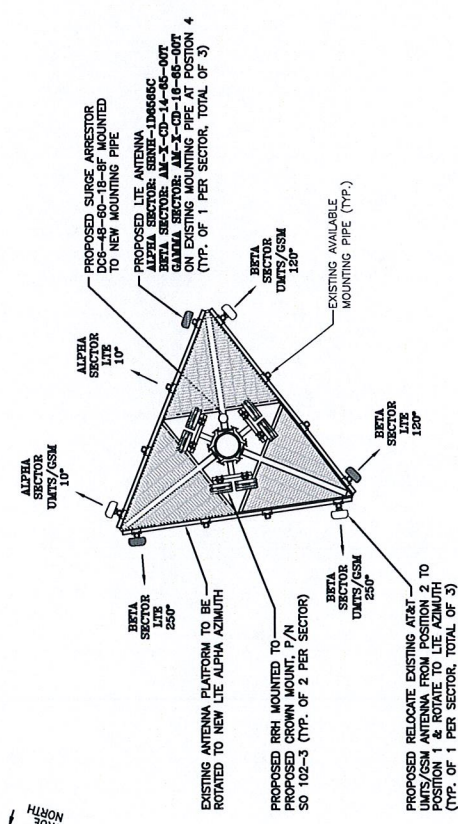 PROPOSED SURGE ARRESTOR
DC6-48-60-18-8F MOUNTED
TO NEW MOUNTING PIPE
PROPOSED LTE ANTENNA
ALPHA SECTOR: SBNH-1D6565C
BETA SECTOR: AM-X-CD-14-65-00T
GAMMA SECTOR: AM-X-CD-16-65-00T
ON EXISTING MOUNTING PIPE AT POSTION 4
(TYP. OF 1 PER SECTOR, TOTAL OF 3)
ALPHA
SECTOR
LTE
10°
BETA
SECTOR
UMTS/GSM
120°
EXISTING AVAILABLE
MOUNTING PIPE (TYP.)
ALPHA
SECTOR
UMTS/GSM
10°
BETA
SECTOR
LTE
120°
BETA
SECTOR
LTE
250°
BETA
SECTOR
UMTS/GSM
250°
EXISTING ANTENNA PLATFORM TO BE
ROTATED TO NEW LTE ALPHA AZIMUTH
PROPOSED RRH MOUNTED TO
PROPOSED CROWN MOUNT, P/N
SO 102-3 (TYP. OF 2 PER SECTOR)
PROPOSED RELOCATE EXISTING AT&T
UMTS/GSM ANTENNA FROM POSITION 2 TO
POSITION 1 & ROTATE TO LTE AZIMUTH
(TYP. OF 1 PER SECTOR, TOTAL OF 3)
NORTH